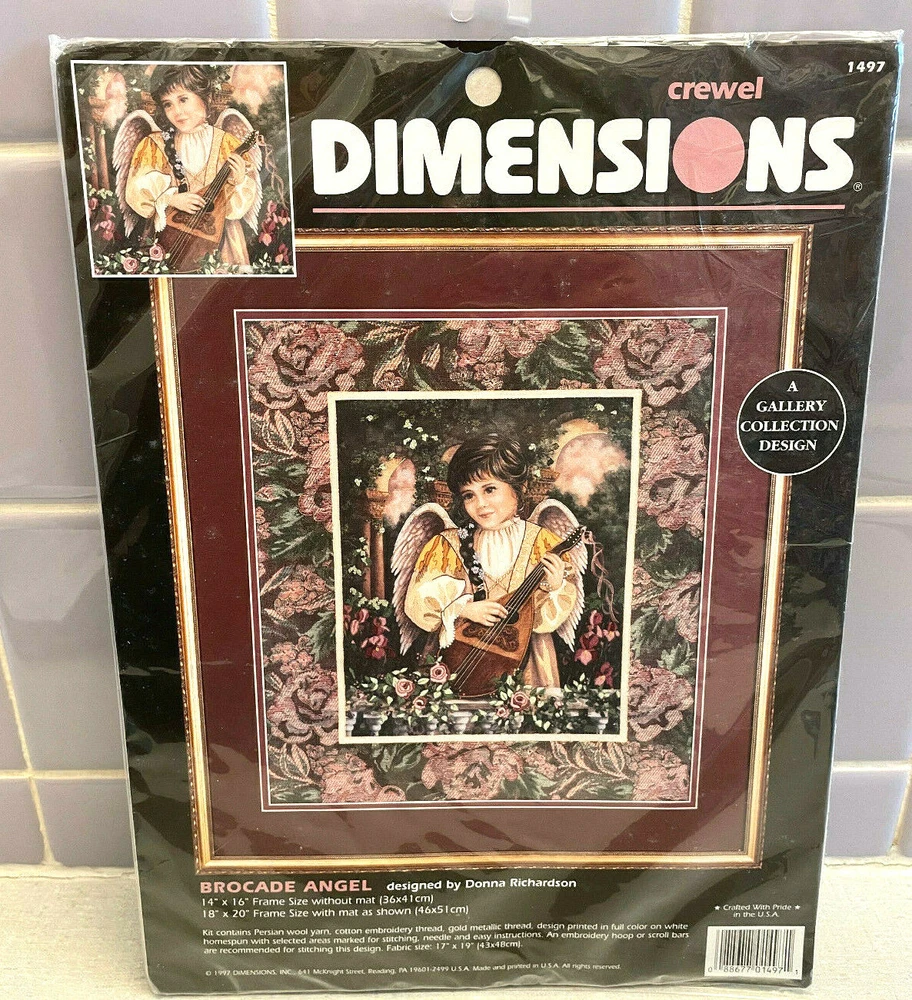 1497
crewel
DIMENSIONS®
A
GALLERY
COLLECTION
DESIGN
BROCADE ANGEL designed by Donna Richardson
14" x 16" Frame Size without mat (36x41cm)
18" x 20" Frame Size with mat as shown (46x51cm)
★ Crafted With Pride ★
in the U.S.A.
Kit contains Persian wool yarn, cotton embroidery thread, gold metallic thread, design printed in full color on white
homespun with selected areas marked for stitching, needle and easy instructions. An embroidery hoop or scroll bars
are recommended for stitching this design. Fabric size: 17" x 19" (43x48cm).
© 1997 DIMENSIONS, INC., 641 McKnight Street, Reading, PA 19601-2499 U.S.A. Made and printed in U.S.A. All rights reserved.
0 88677 01497 1